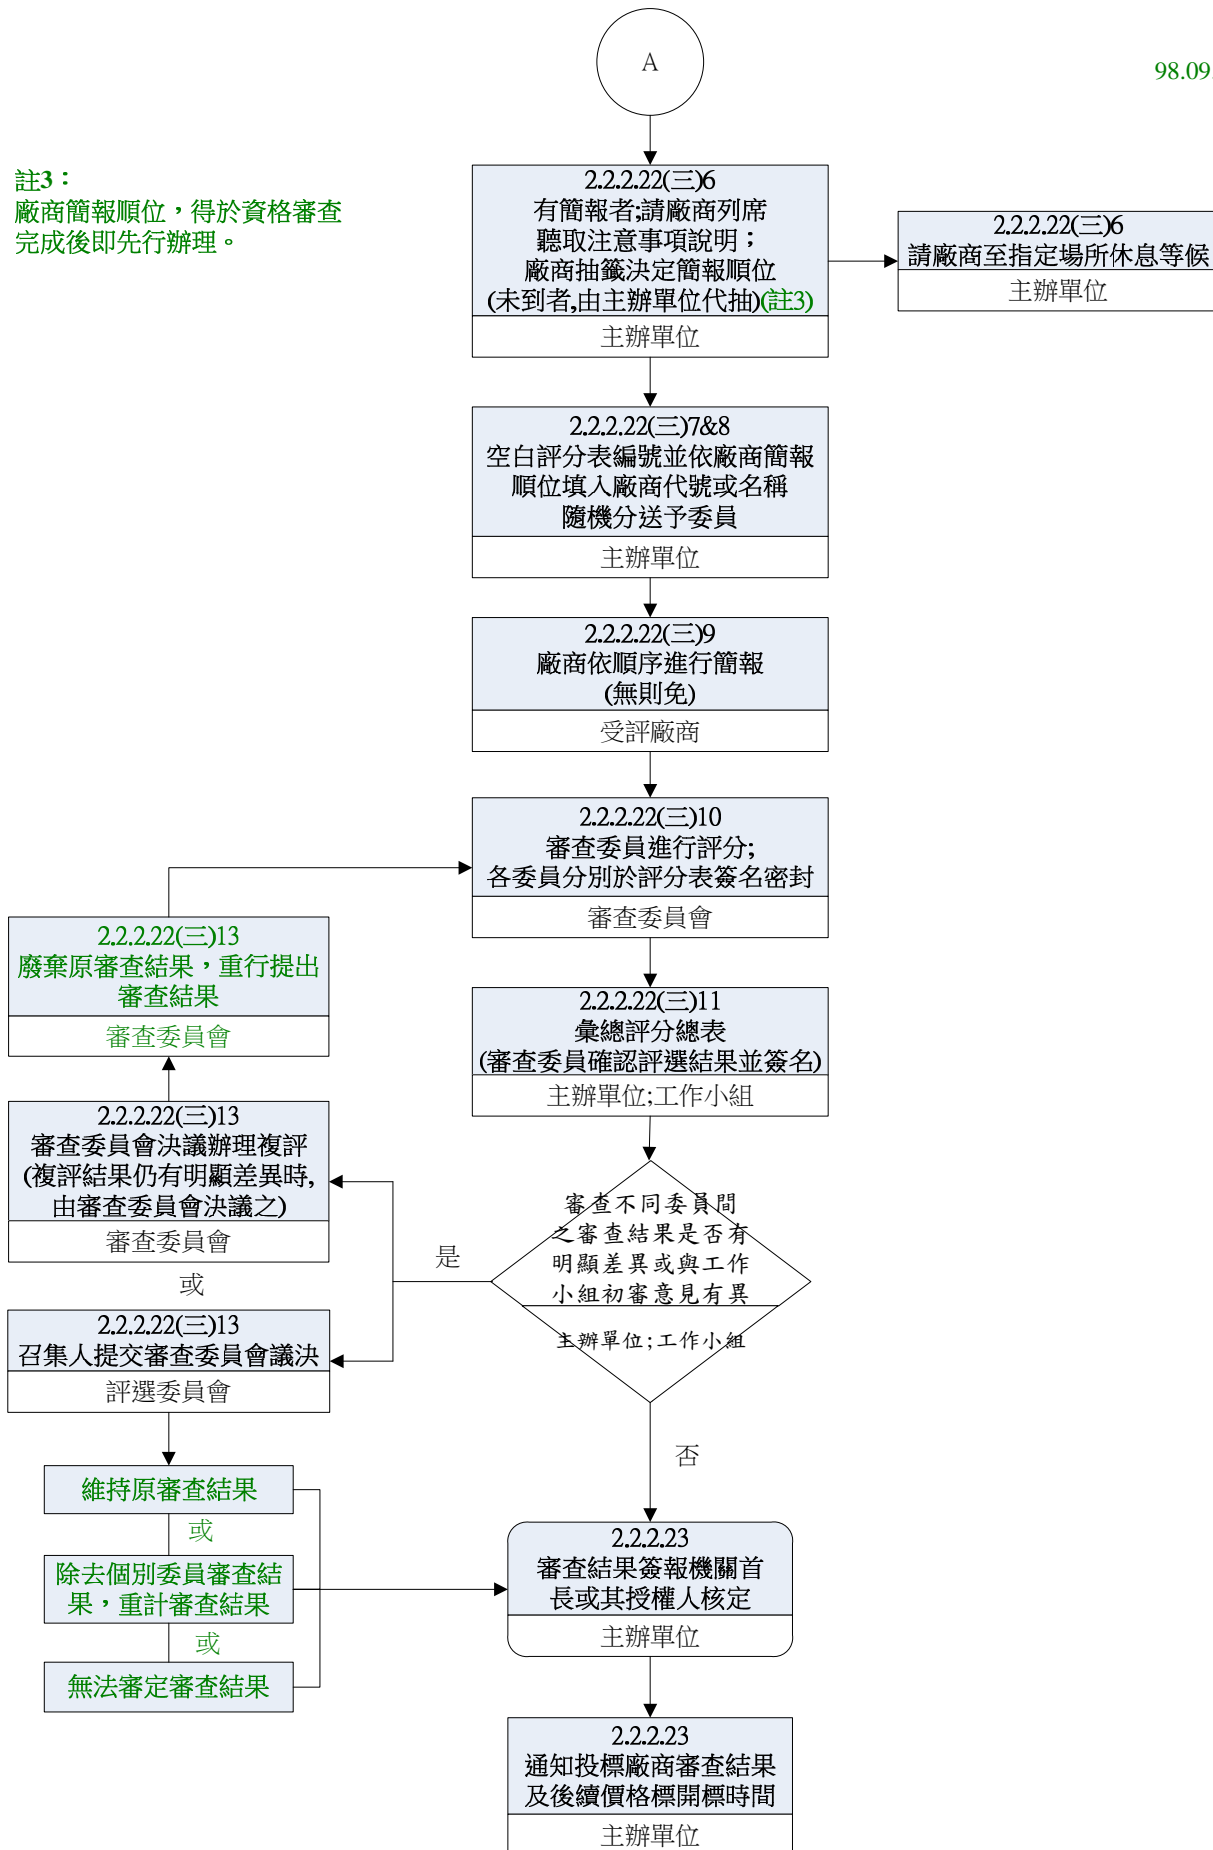 A
98.09
註3：
廠商簡報順位，得於資格審查
完成後即先行辦理。
2.2.2.22(三)6
有簡報者;請廠商列席
聽取注意事項說明；
廠商抽籤決定簡報順位
(未到者,由主辦單位代抽)(註3)
主辦單位
2.2.2.22(三)6
請廠商至指定場所休息等候
主辦單位
2.2.2.22(三)7&8
空白評分表編號並依廠商簡報
順位填入廠商代號或名稱
隨機分送予委員
主辦單位
2.2.2.22(三)9
廠商依順序進行簡報
(無則免)
受評廠商
2.2.2.22(三)10
審查委員進行評分;
各委員分別於評分表簽名密封
審查委員會
2.2.2.22(三)13
廢棄原審查結果，重行提出
審查結果
審查委員會
2.2.2.22(三)11
彙總評分總表
(審查委員確認評選結果並簽名)
主辦單位;工作小組
2.2.2.22(三)13
審查委員會決議辦理複評
(複評結果仍有明顯差異時,
由審查委員會決議之)
審查委員會
或
審查不同委員間
之審查結果是否有
明顯差異或與工作
小組初審意見有異
主辦單位;工作小組
是
2.2.2.22(三)13
召集人提交審查委員會議決
評選委員會
否
維持原審查結果
或
除去個別委員審查結
果，重計審查結果
或
無法審定審查結果
2.2.2.23
審查結果簽報機關首
長或其授權人核定
主辦單位
2.2.2.23
通知投標廠商審查結果
及後續價格標開標時間
主辦單位